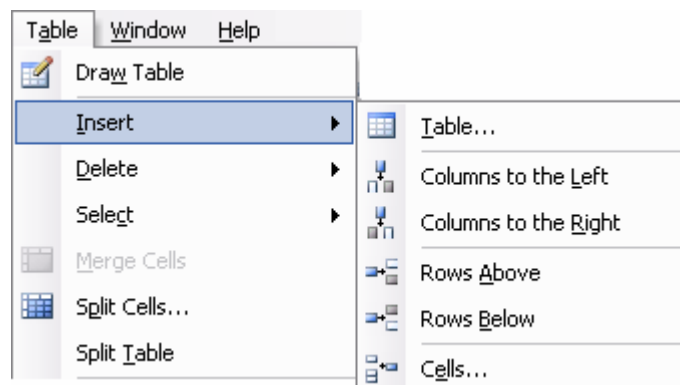 Table Window Help
Draw Table
Insert
Delete
Select
Merge Cells
Split Cells...
Split Table
Table...
Columns to the Left
Columns to the Right
Rows Above
Rows Below
Cells...